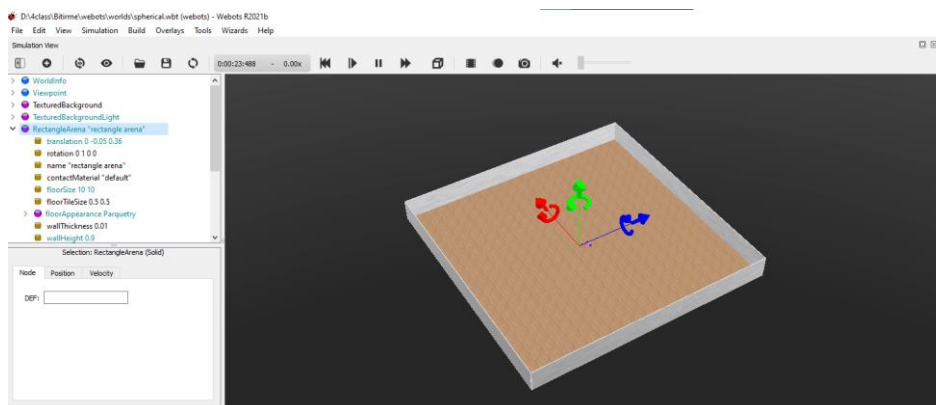 D:\4class\Bitirme\webots\worlds\spherical.wbt (webots) - Webots R2021b
File Edit View Simulation Build Overlays Tools Wizards Help
Simulation View
0:00:23:488 - 0.00x
WorldInfo
Viewpoint
TexturedBackground
TexturedBackgroundLight
RectangleArena "rectangle arena"
translation 0 -0.05 0.36
rotation 0 1 0 0
name "rectangle arena"
contactMaterial "default"
floorSize 10 10
floorTileSize 0.5 0.5
floorAppearance Parquetry
wallThickness 0.01
wallHeight 0.9
Selection: RectangleArena (Solid)
Node Position Velocity
DEF: